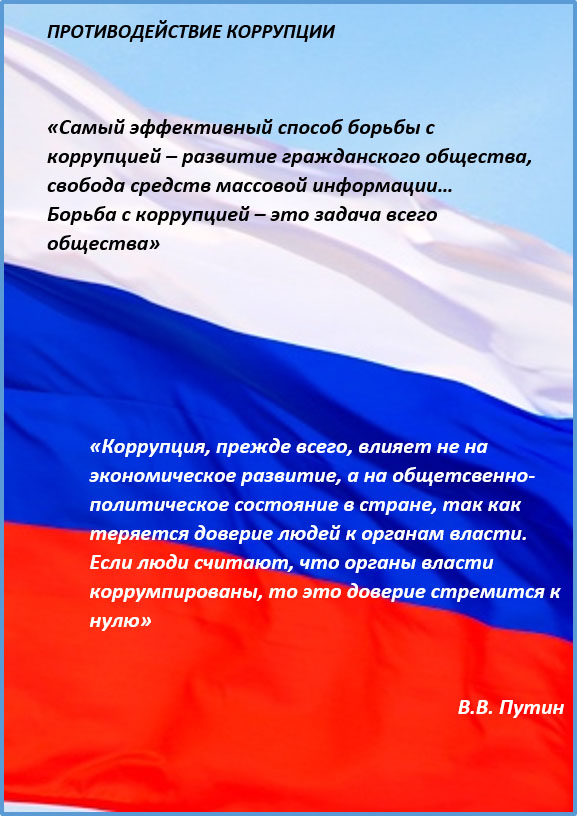 ПРОТИВОДЕЙСТВИЕ КОРРУПЦИИ
«Самый эффективный способ борьбы с
коррупцией – развитие гражданского общества,
свобода средств массовой информации…
Борьба с коррупцией – это задача всего
общества»
«Коррупция, прежде всего, влияет не на
экономическое развитие, а на общетсвенно-
политическое состояние в стране, так как
теряется доверие людей к органам власти.
Если люди считают, что органы власти
коррумпированы, то это доверие стремится к
нулю»
В.В. Путин